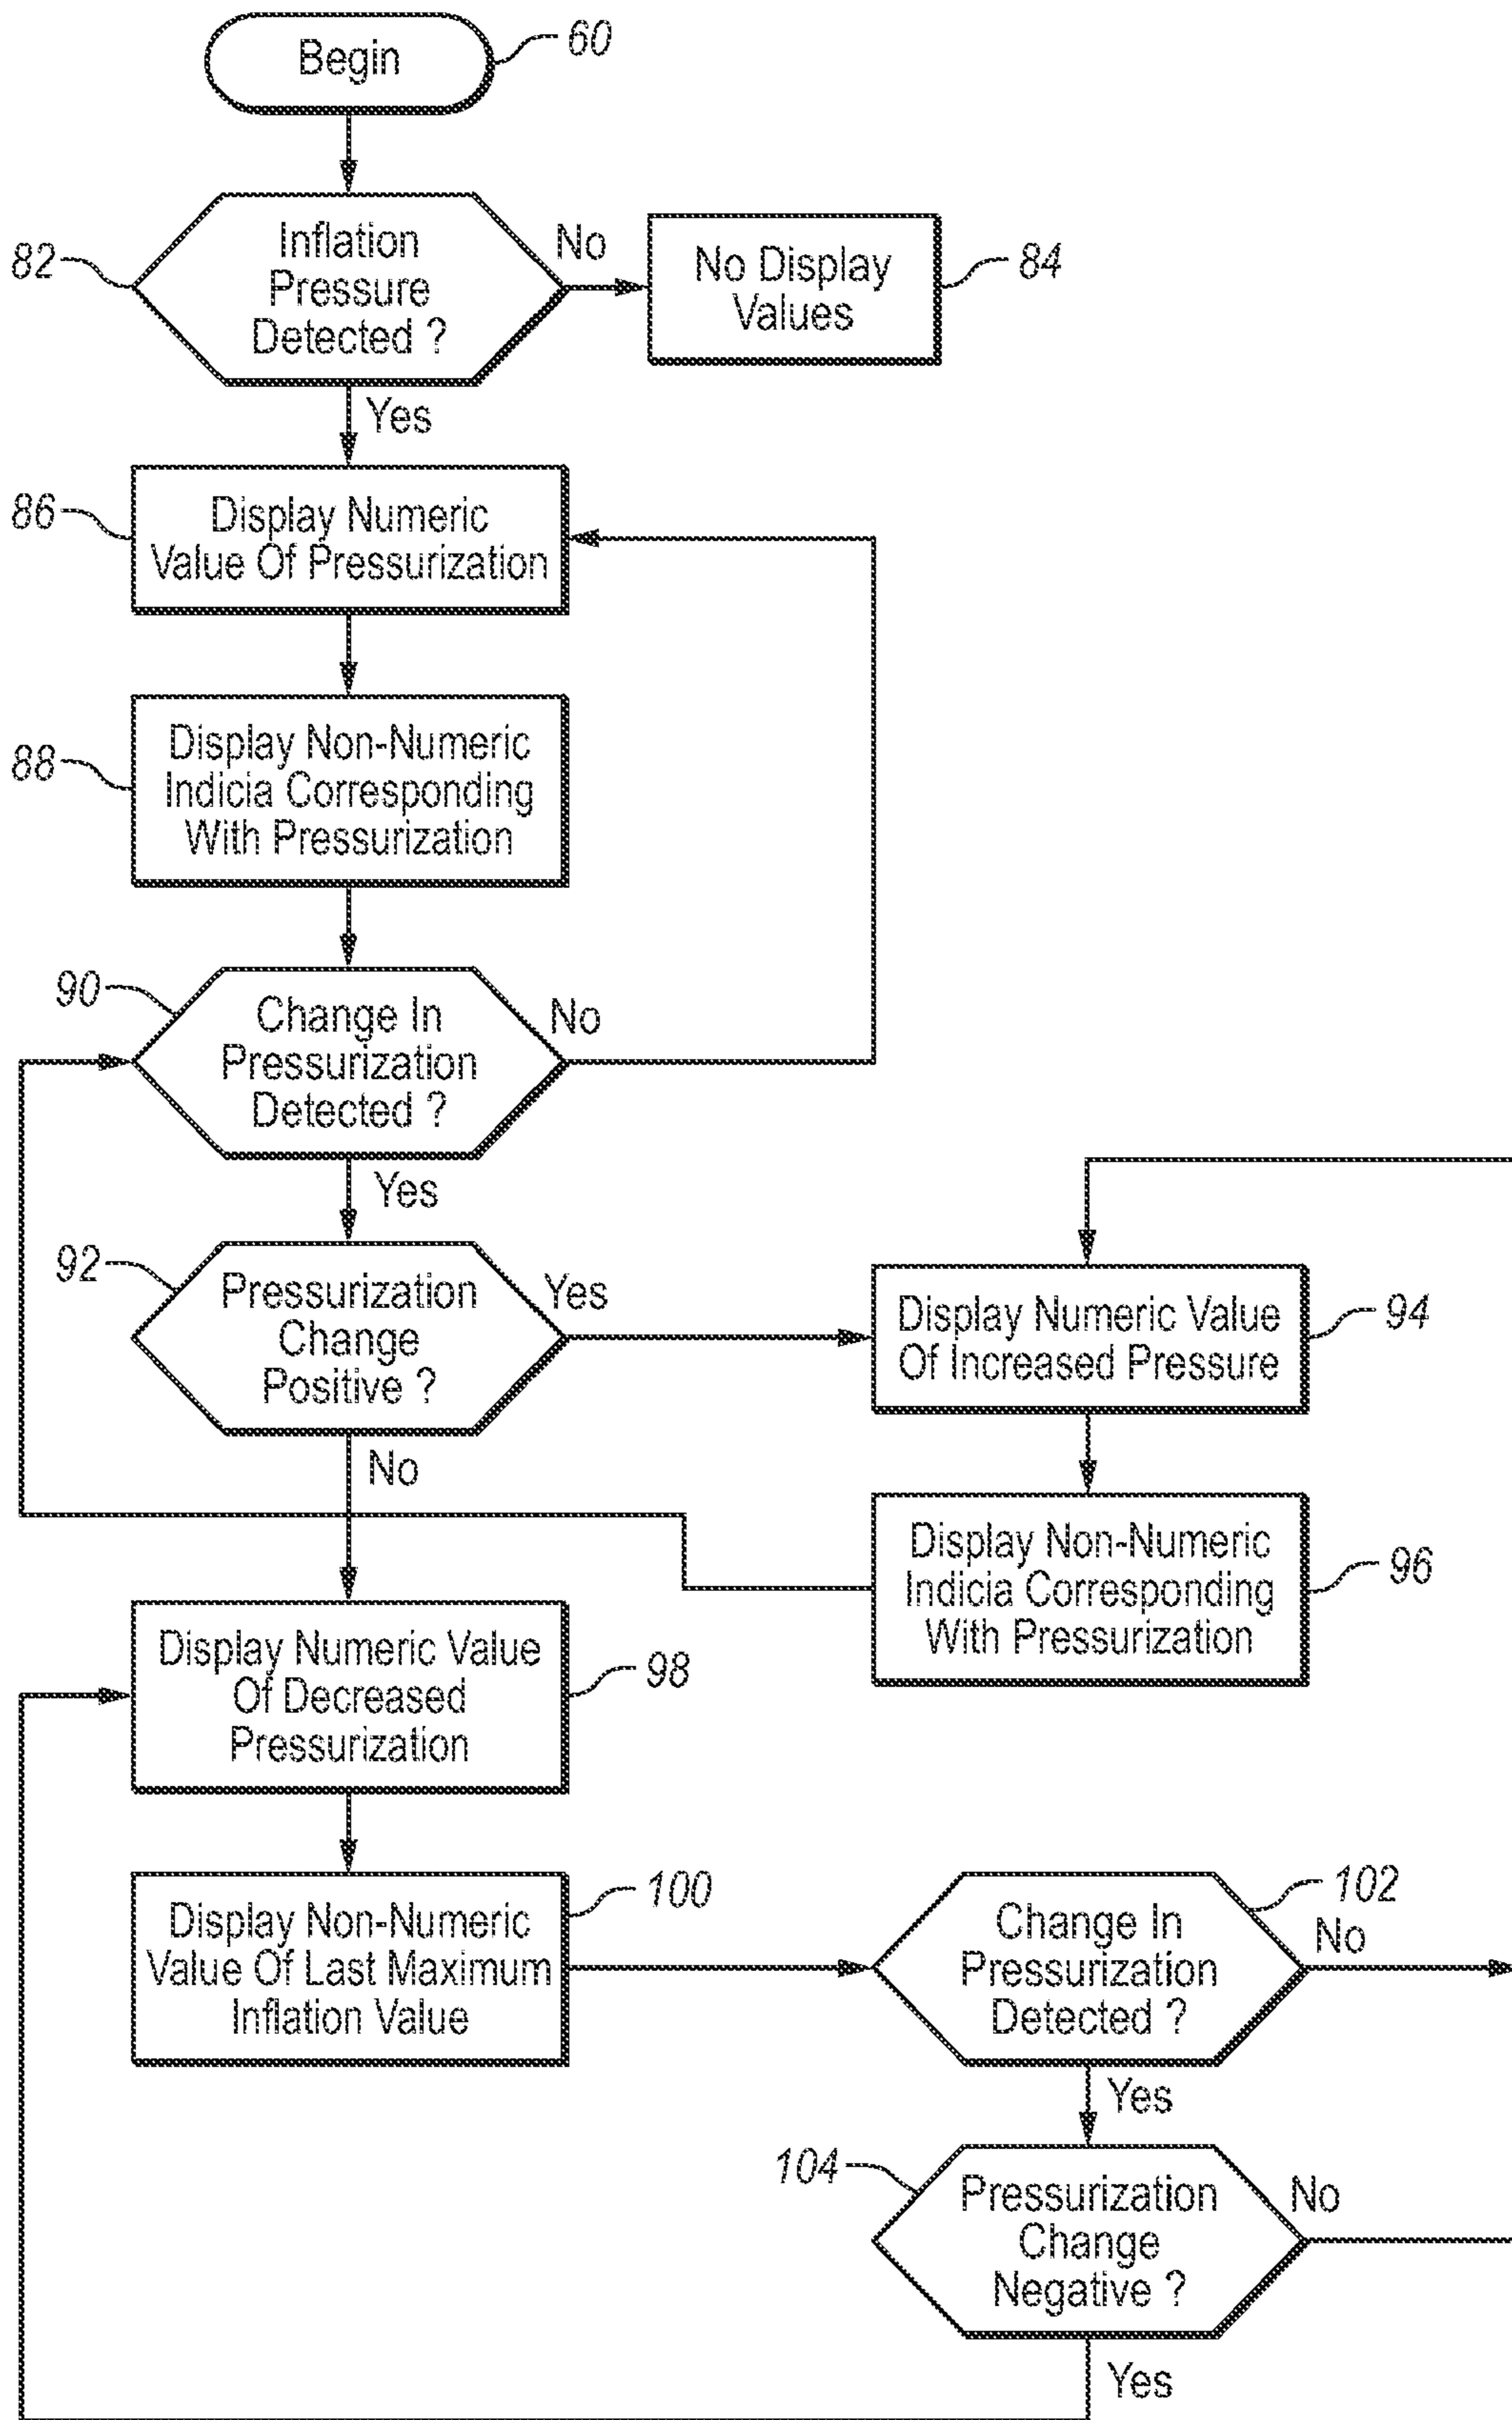 Begin
60
82
Inflation
Pressure
Detected ?
No
No Display
Values
84
Yes
86
Display Numeric
Value Of Pressurization
88
Display Non-Numeric
Indicia Corresponding
With Pressurization
90
Change In
Pressurization
Detected ?
No
Yes
92
Pressurization
Change
Positive ?
Yes
Display Numeric Value
Of Increased Pressure
94
No
Display Non-Numeric
Indicia Corresponding
With Pressurization
96
Display Numeric Value
Of Decreased
Pressurization
98
Display Non-Numeric
Value Of Last Maximum
Inflation Value
100
Change In
Pressurization
Detected ?
102
No
Yes
104
Pressurization
Change
Negative ?
No
Yes